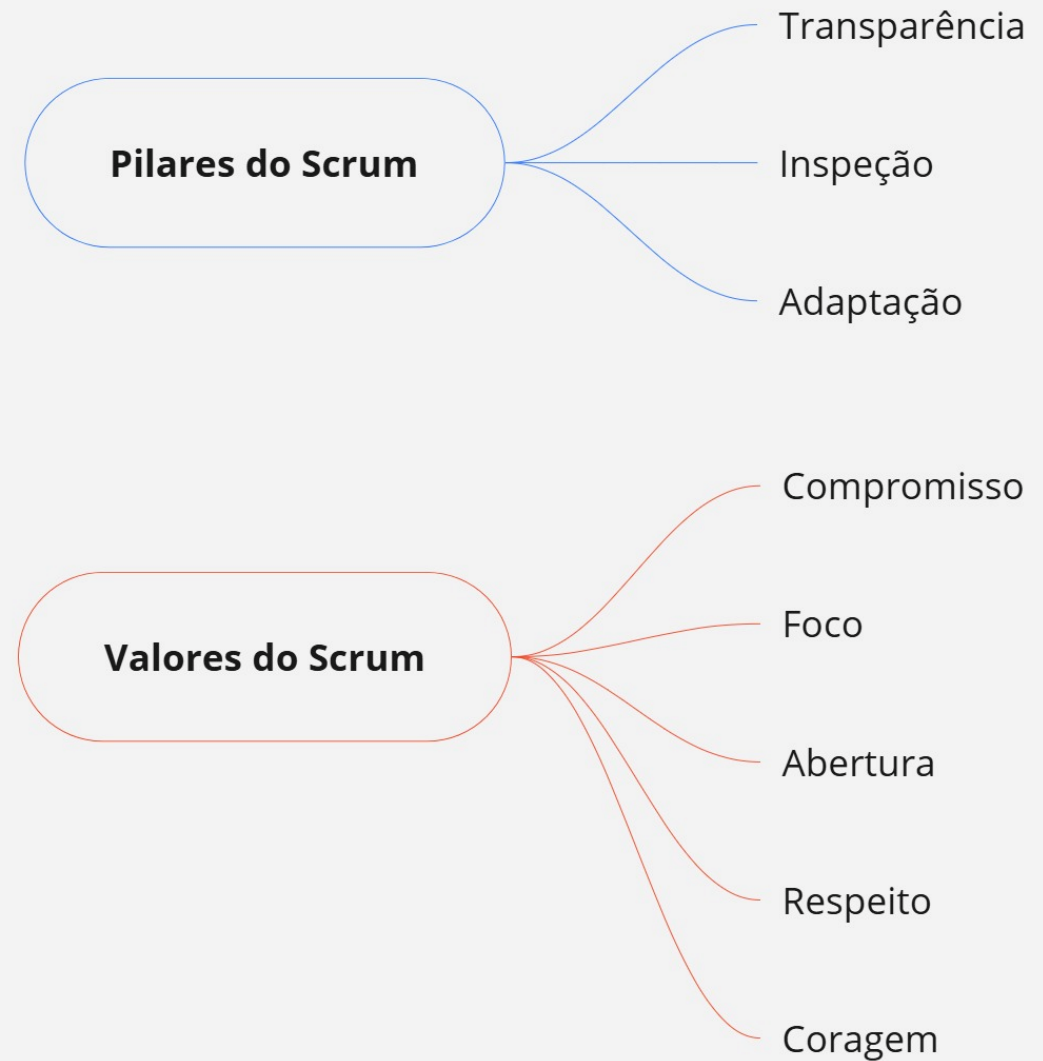 Pilares do Scrum
Transparência
Inspeção
Adaptação
Valores do Scrum
Compromisso
Foco
Abertura
Respeito
Coragem